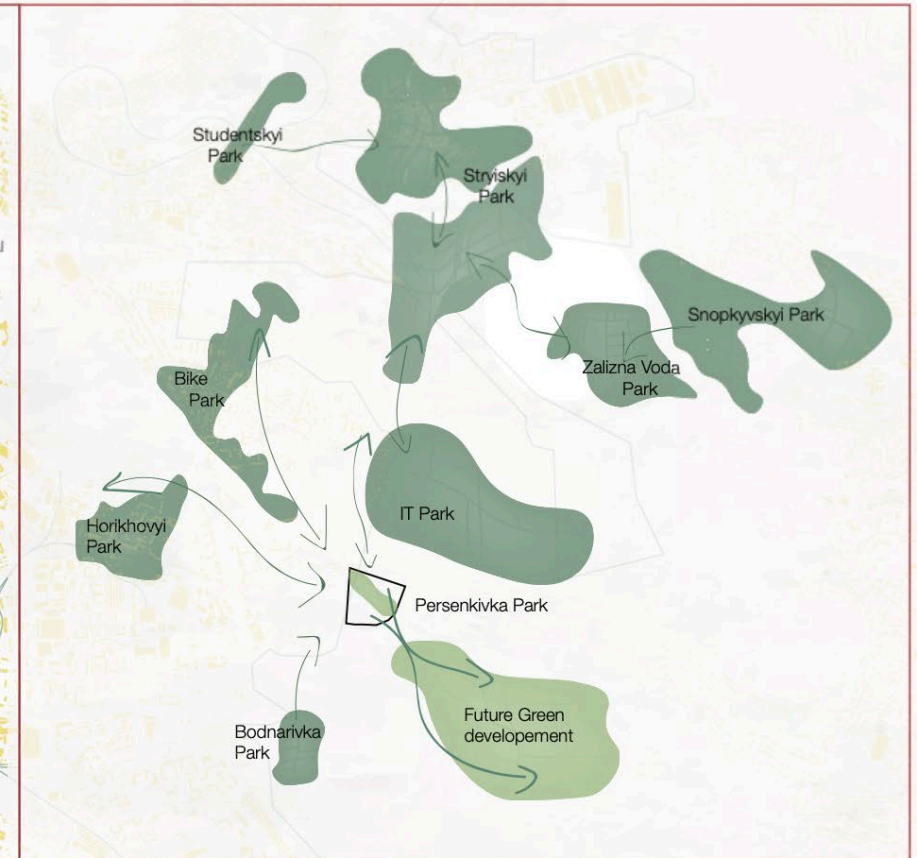 Studentskyi
Park
Stryiskyi
Park
Snopkyvskyi Park
Zalizna Voda
Park
Bike
Park
IT Park
Horikhovyi
Park
Persenkivka Park
Future Green
developement
Bodnarivka
Park